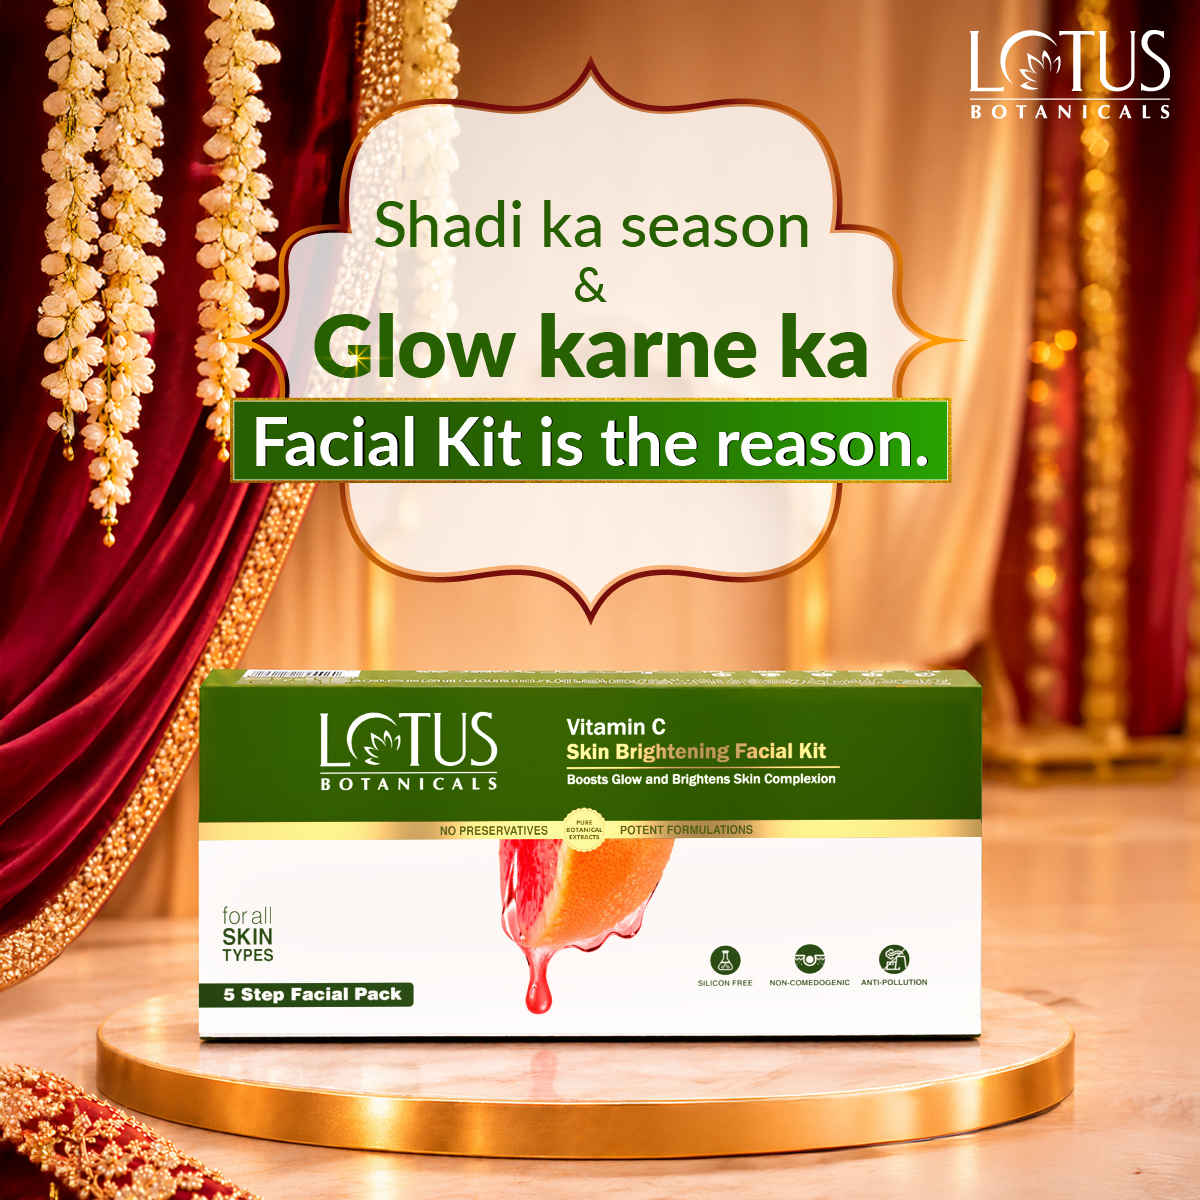 LOTUS
BOTANICALS
Shadi ka season
&
Glow karne ka
Facial Kit is the reason.
LOTUS
BOTANICALS
Vitamin C
Skin Brightening Facial Kit
Boosts Glow and Brightens Skin Complexion
NO PRESERVATIVES
PURE
BOTANICAL
EXTRACTS
POTENT FORMULATIONS
for all
SKIN
TYPES
5 Step Facial Pack
SILICON FREE
NON-COMEDOGENIC
ANTI-POLLUTION